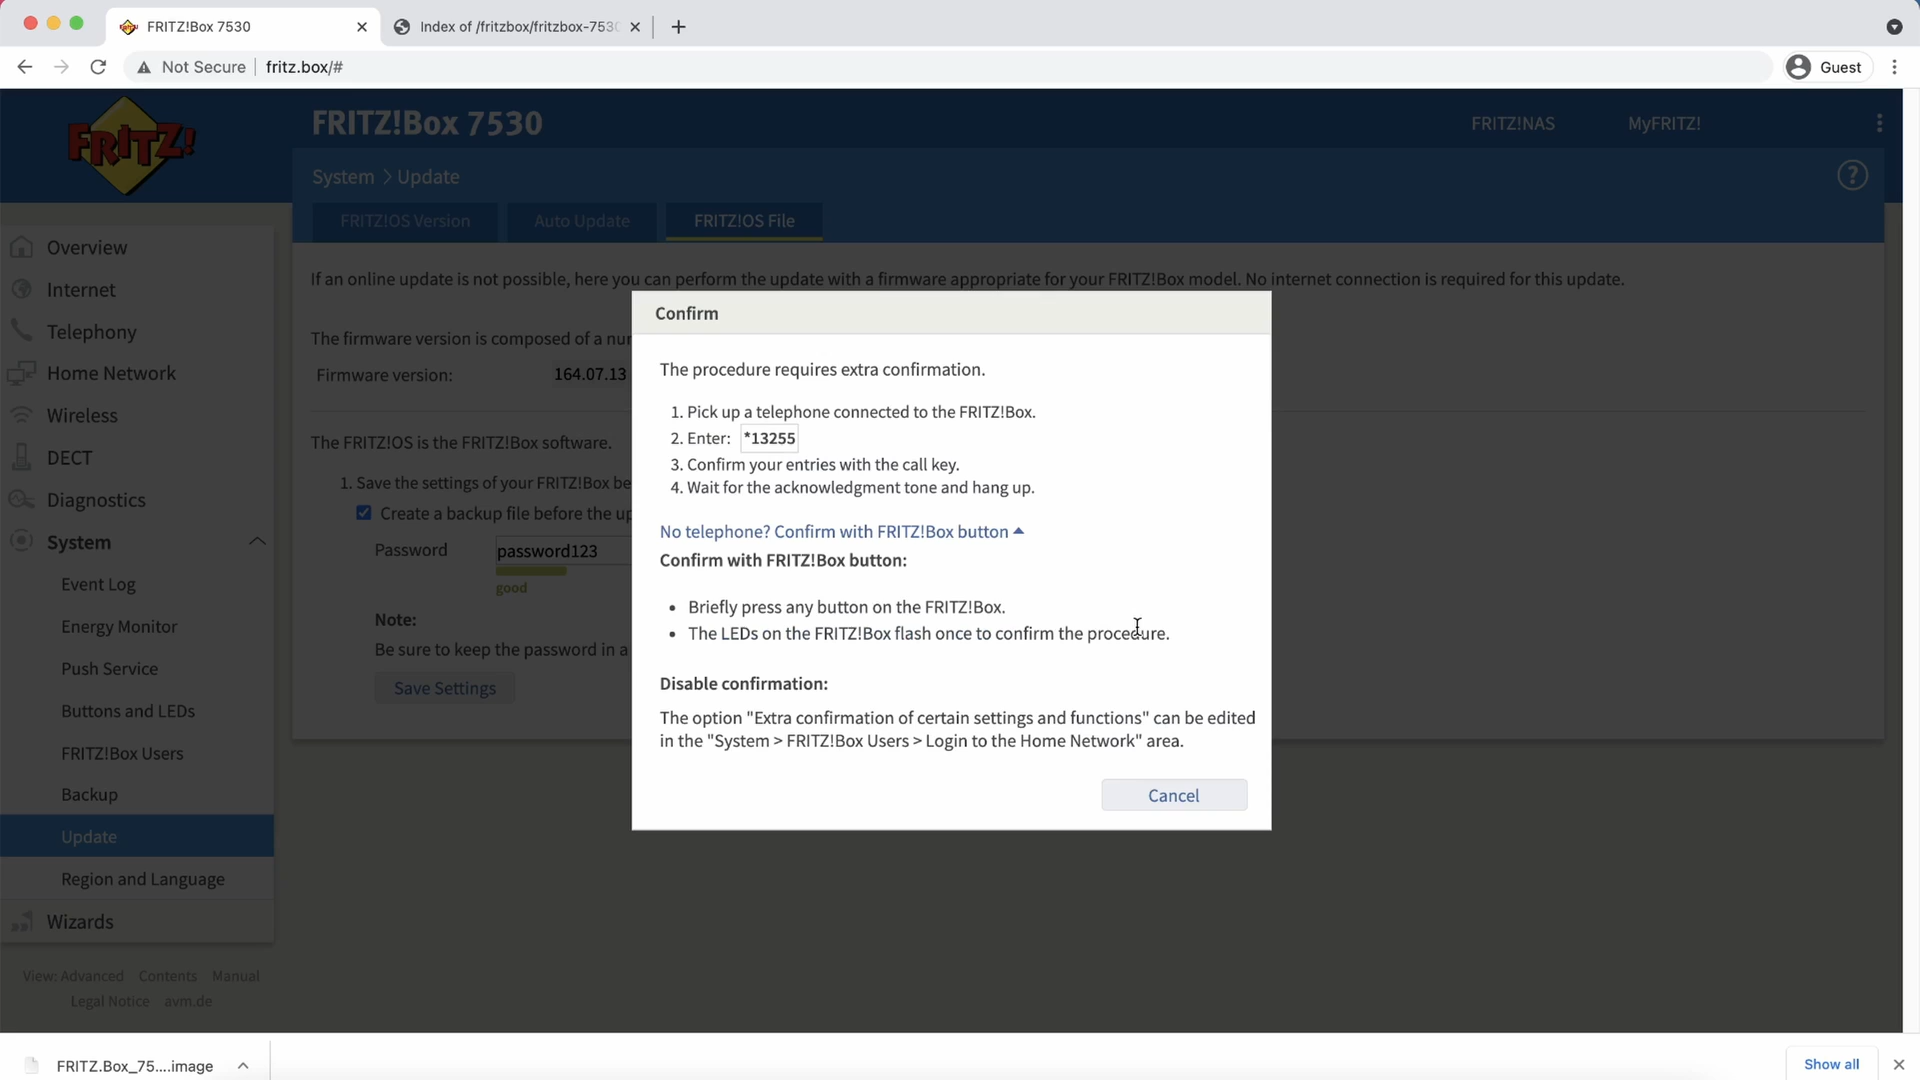 FRITZ!Box 7530
Index of /fritzbox/fritzbox-753
Not Secure
fritz.box/#
Guest
FRITZ!
FRITZ!Box 7530
FRITZ!NAS
MyFRITZ!
System > Update
?
FRITZ!OS Version
Auto Update
FRITZ!OS File
Overview
Internet
Telephony
Home Network
Wireless
DECT
Diagnostics
System
Event Log
Energy Monitor
Push Service
Buttons and LEDs
FRITZ!Box Users
Backup
Update
Region and Language
Wizards
View: Advanced Contents Manual
Legal Notice avm.de
If an online update is not possible, here you can perform the update with a firmware appropriate for your FRITZ!Box model. No internet connection is required for this update.
The firmware version is composed of a
Firmware version: 164.07.13
The FRITZ!OS is the FRITZ!Box software.
1. Save the settings of your FRITZ!Box
Create a backup file before the
Password password123
good
Note:
Be sure to keep the password in a
Save Settings
Confirm
The procedure requires extra confirmation.
1. Pick up a telephone connected to the FRITZ!Box.
2. Enter: *13255
3. Confirm your entries with the call key.
4. Wait for the acknowledgment tone and hang up.
No telephone? Confirm with FRITZ!Box button
Confirm with FRITZ!Box button:
• Briefly press any button on the FRITZ!Box.
• The LEDs on the FRITZ!Box flash once to confirm the procedure.
Disable confirmation:
The option "Extra confirmation of certain settings and functions" can be edited
in the "System > FRITZ!Box Users > Login to the Home Network" area.
Cancel
FRITZ.Box_75....image
Show all